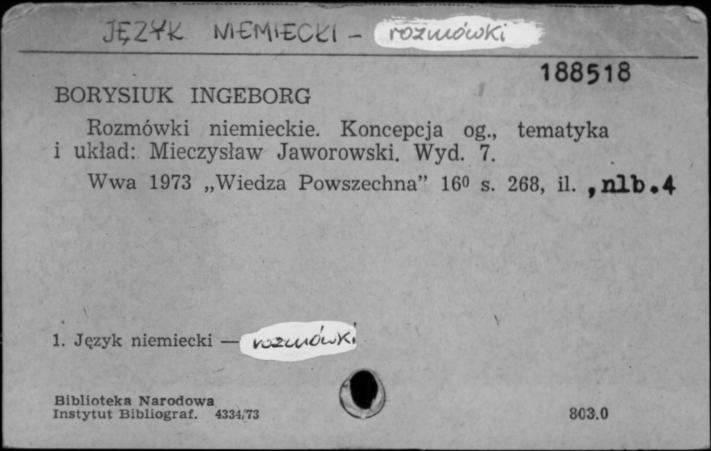 JĘZYK NIEMIECKI - rozmówki
188518
BORYSIUK INGEBORG
Rozmówki niemieckie. Koncepcja og., tematyka
i układ: Mieczysław Jaworowski. Wyd. 7.
Wwa 1973 „Wiedza Powszechna” 16⁰ s. 268, il. , nlb.4
1. Język niemiecki — rozmówki
Biblioteka Narodowa
Instytut Bibliograf. 4334/73
803.0